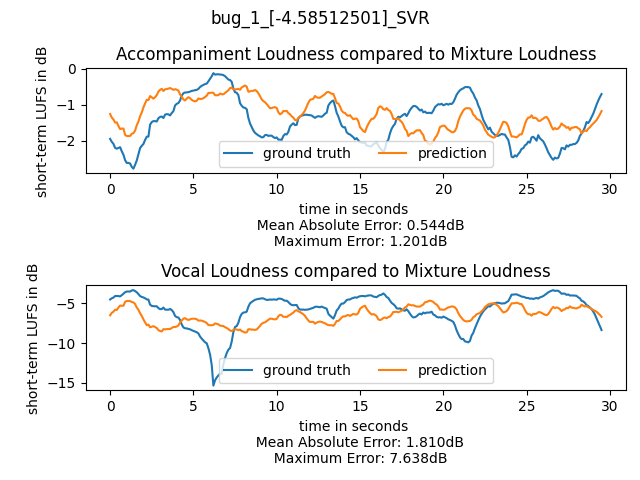 bug_1_[-4.58512501]_SVR
Accompaniment Loudness compared to Mixture Loudness
short-term LUFS in dB
0
−1
−2
ground truth
prediction
0 5 10 15 20 25 30
time in seconds
Mean Absolute Error: 0.544dB
Maximum Error: 1.201dB
Vocal Loudness compared to Mixture Loudness
short-term LUFS in dB
−5
−10
−15
ground truth
prediction
0 5 10 15 20 25 30
time in seconds
Mean Absolute Error: 1.810dB
Maximum Error: 7.638dB